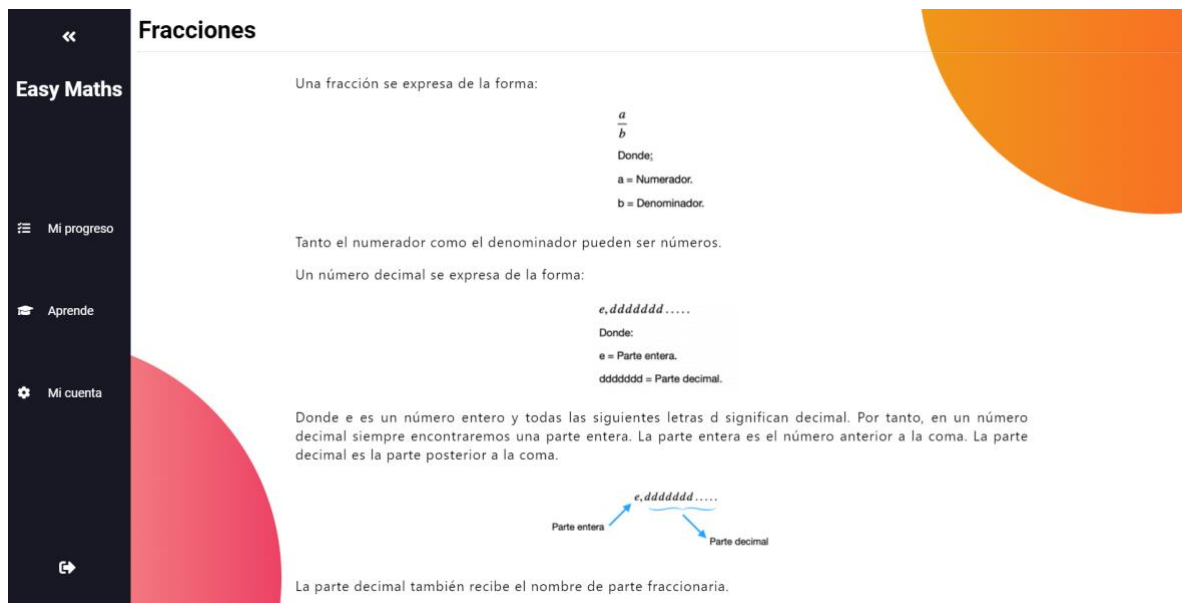 Fracciones
Easy Maths
Mi progreso
Aprende
Mi cuenta
Una fracción se expresa de la forma:
a
b
Donde;
a = Numerador.
b = Denominador.
Tanto el numerador como el denominador pueden ser números.
Un número decimal se expresa de la forma:
e,ddddddd.....
Donde:
e = Parte entera.
ddddddd = Parte decimal.
Donde e es un número entero y todas las siguientes letras d significan decimal. Por tanto, en un número
decimal siempre encontraremos una parte entera. La parte entera es el número anterior a la coma. La parte
decimal es la parte posterior a la coma.
e,ddddddd.....
Parte entera
Parte decimal
La parte decimal también recibe el nombre de parte fraccionaria.